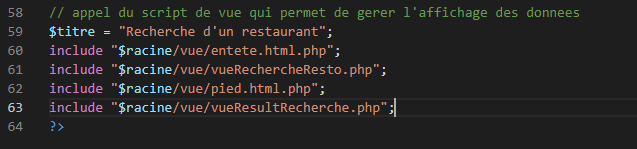 58 // appel du script de vue qui permet de gerer l'affichage des donnees
59 $titre = "Recherche d'un restaurant";
60 include "$racine/vue/entete.html.php";
61 include "$racine/vue/vueRechercheResto.php";
62 include "$racine/vue/pied.html.php";
63 include "$racine/vue/vueResultRecherche.php";
64 ?>